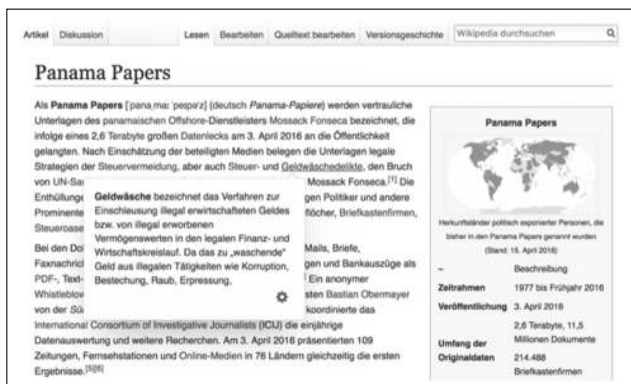 Artikel Diskussion Lesen Bearbeiten Quelltext bearbeiten Versionsgeschichte Wikipedia durchsuchen
Panama Papers
Als Panama Papers [ˈpanəˌmaː ˈpeɪpəʳz] (deutsch Panama-Papiere) werden vertrauliche
Unterlagen des panamaischen Offshore-Dienstleisters Mossack Fonseca bezeichnet, die
infolge eines 2,6 Terabyte großen Datenlecks am 3. April 2016 an die Öffentlichkeit
gelangten. Nach Einschätzung der beteiligten Medien belegen die Unterlagen legale
Strategien der Steuervermeidung, aber auch Steuer- und Geldwäschedelikte, den Bruch
von UN-Sa Mossack Fonseca.[1] Die
Enthüllunge gen Politiker und andere
Prominente flöcher, Briefkastenfirmen,
Steueroase
Bei den Dol Mails, Briefe,
Faxnachrich gen und Bankauszüge als
PDF-, Text- Ein anonymer
Whistleblow sten Bastian Obermayer
von der Sü koordinierte das
International Consortium of Investigative Journalists (ICIJ) die einjährige
Datenauswertung und weitere Recherchen. Am 3. April 2016 präsentierten 109
Zeitungen, Fernsehstationen und Online-Medien in 76 Ländern gleichzeitig die ersten
Ergebnisse.[5][6]
Geldwäsche bezeichnet das Verfahren zur
Einschleusung illegal erwirtschafteten Geldes
bzw. von illegal erworbenen
Vermögenswerten in den legalen Finanz- und
Wirtschaftskreislauf. Da das zu „waschende“
Geld aus illegalen Tätigkeiten wie Korruption,
Bestechung, Raub, Erpressung,
Panama Papers
Herkunftsländer politisch exponierter Personen, die
bisher in den Panama Papers genannt wurden
(Stand: 15. April 2016)
– Beschreibung
Zeitrahmen 1977 bis Frühjahr 2016
Veröffentlichung 3. April 2016
Umfang der Originaldaten 2,6 Terabyte, 11,5
Millionen Dokumente
214.488
Briefkastenfirmen